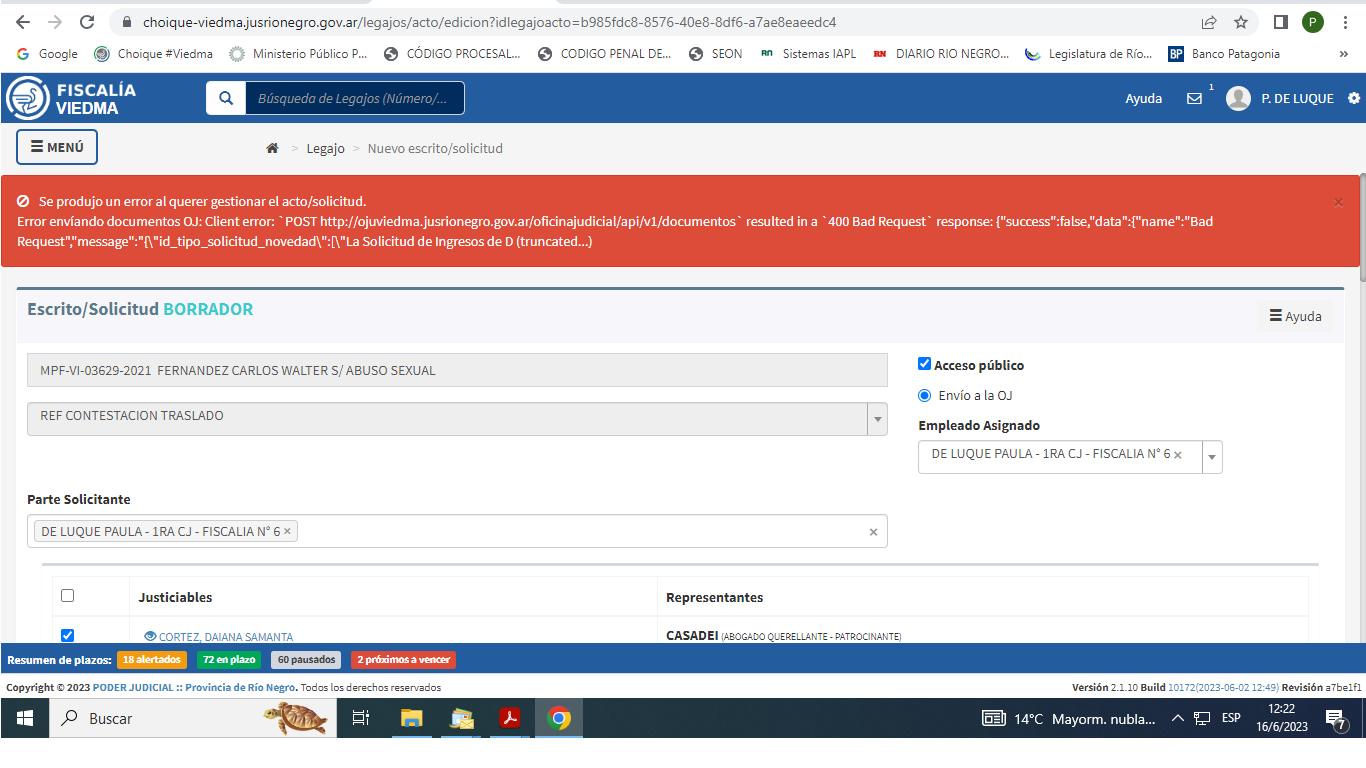 choique-viedma.jusrionegro.gov.ar/legajos/acto/edicion?idlegajoacto=b985fdc8-8576-40e8-8df6-a7ae8eaeedc4
P
Google Choique #Viedma Ministerio Público P... CÓDIGO PROCESAL... CODIGO PENAL DE... SEON Sistemas IAPL DIARIO RIO NEGRO... Legislatura de Río... BP Banco Patagonia »
FISCALÍA
VIEDMA
Búsqueda de Legajos (Número/...
Ayuda 1 P. DE LUQUE
MENÚ
> Legajo > Nuevo escrito/solicitud
Se produjo un error al querer gestionar el acto/solicitud. ×
Error envíando documentos OJ: Client error: `POST http://ojuviedma.jusrionegro.gov.ar/oficinajudicial/api/v1/documentos` resulted in a `400 Bad Request` response: {"success":false,"data":{"name":"Bad
Request","message":"{\"id_tipo_solicitud_novedad\":[\"La Solicitud de Ingresos de D (truncated...)
Escrito/Solicitud BORRADOR
Ayuda
MPF-VI-03629-2021 FERNANDEZ CARLOS WALTER S/ ABUSO SEXUAL
Acceso público
Envío a la OJ
REF CONTESTACION TRASLADO
Empleado Asignado
DE LUQUE PAULA - 1RA CJ - FISCALIA N° 6 ×
Parte Solicitante
DE LUQUE PAULA - 1RA CJ - FISCALIA N° 6 × ×
Justiciables Representantes
CORTEZ, DAIANA SAMANTA CASADEI (ABOGADO QUERELLANTE - PATROCINANTE)
Resumen de plazos: 18 alertados 72 en plazo 60 pausados 2 próximos a vencer
Copyright © 2023 PODER JUDICIAL :: Provincia de Río Negro. Todos los derechos reservados Versión 2.1.10 Build 10172(2023-06-02 12:49) Revisión a7be1f1
Buscar 14°C Mayorm. nubla... ESP 12:22
16/6/2023 7